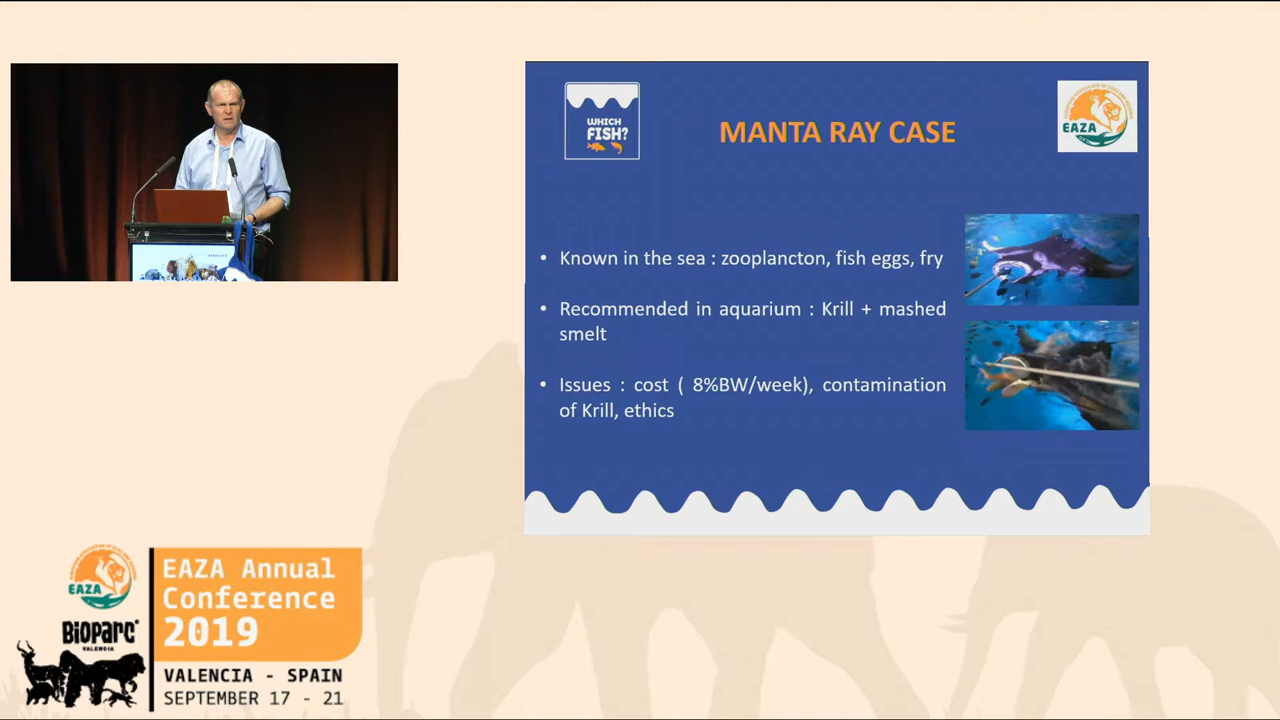 WHICH
FISH?
MANTA RAY CASE
EAZA
• Known in the sea : zooplancton, fish eggs, fry
• Recommended in aquarium : Krill + mashed
smelt
• Issues : cost ( 8%BW/week), contamination
of Krill, ethics
EAZA
BIOPARC
VALENCIA
EAZA Annual
Conference
2019
VALENCIA - SPAIN
SEPTEMBER 17 - 21